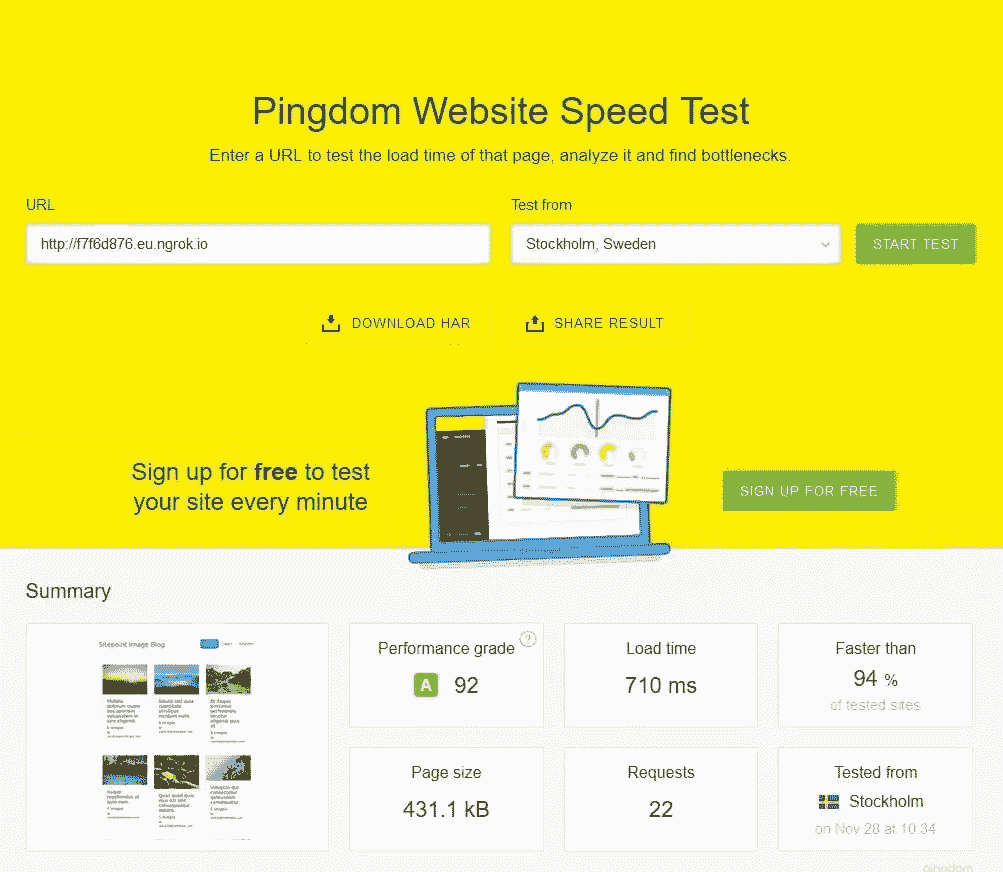 Pingdom Website Speed Test
Enter a URL to test the load time of that page, analyze it and find bottlenecks.
URL
Test from
http://f7f6d876.eu.ngrok.io
Stockholm, Sweden
START TEST
DOWNLOAD HAR
SHARE RESULT
Sign up for free to test
your site every minute
SIGN UP FOR FREE
Summary
Sitepoint Image Blog
Performance grade ?
A 92
Load time
710 ms
Faster than
94 %
of tested sites
Page size
431.1 kB
Requests
22
Tested from
Stockholm
on Nov 28 at 10:34
pingdom